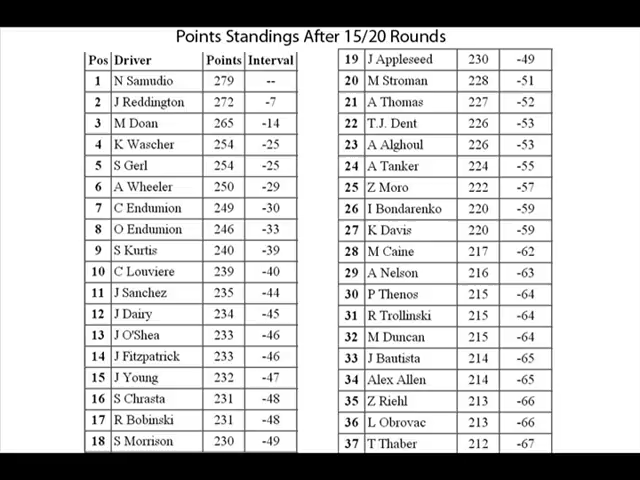 Points Standings After 15/20 Rounds
Pos Driver Points Interval
1 N Samudio 279 --
2 J Reddington 272 -7
3 M Doan 265 -14
4 K Wascher 254 -25
5 S Gerl 254 -25
6 A Wheeler 250 -29
7 C Endumion 249 -30
8 O Endumion 246 -33
9 S Kurtis 240 -39
10 C Louviere 239 -40
11 J Sanchez 235 -44
12 J Dairy 234 -45
13 J O'Shea 233 -46
14 J Fitzpatrick 233 -46
15 J Young 232 -47
16 S Chrasta 231 -48
17 R Bobinski 231 -48
18 S Morrison 230 -49
19 J Appleseed 230 -49
20 M Stroman 228 -51
21 A Thomas 227 -52
22 T.J. Dent 226 -53
23 A Alghoul 226 -53
24 A Tanker 224 -55
25 Z Moro 222 -57
26 I Bondarenko 220 -59
27 K Davis 220 -59
28 M Caine 217 -62
29 A Nelson 216 -63
30 P Thenos 215 -64
31 R Trollinski 215 -64
32 M Duncan 215 -64
33 J Bautista 214 -65
34 Alex Allen 214 -65
35 Z Riehl 213 -66
36 L Obrovac 213 -66
37 T Thaber 212 -67